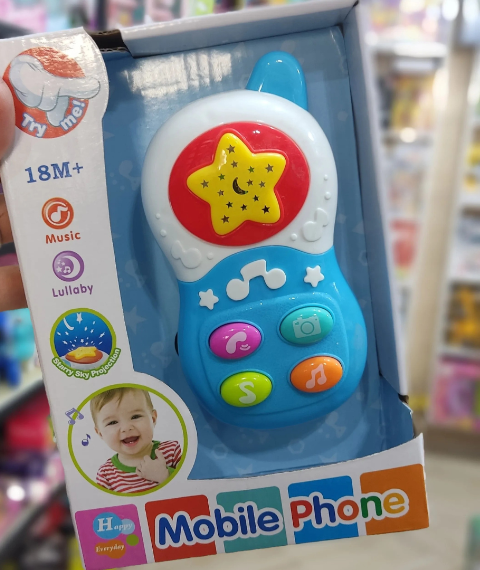 Try me!
18M+
Music
Lullaby
Starry Sky Projection
Happy
Everyday
Mobile Phone